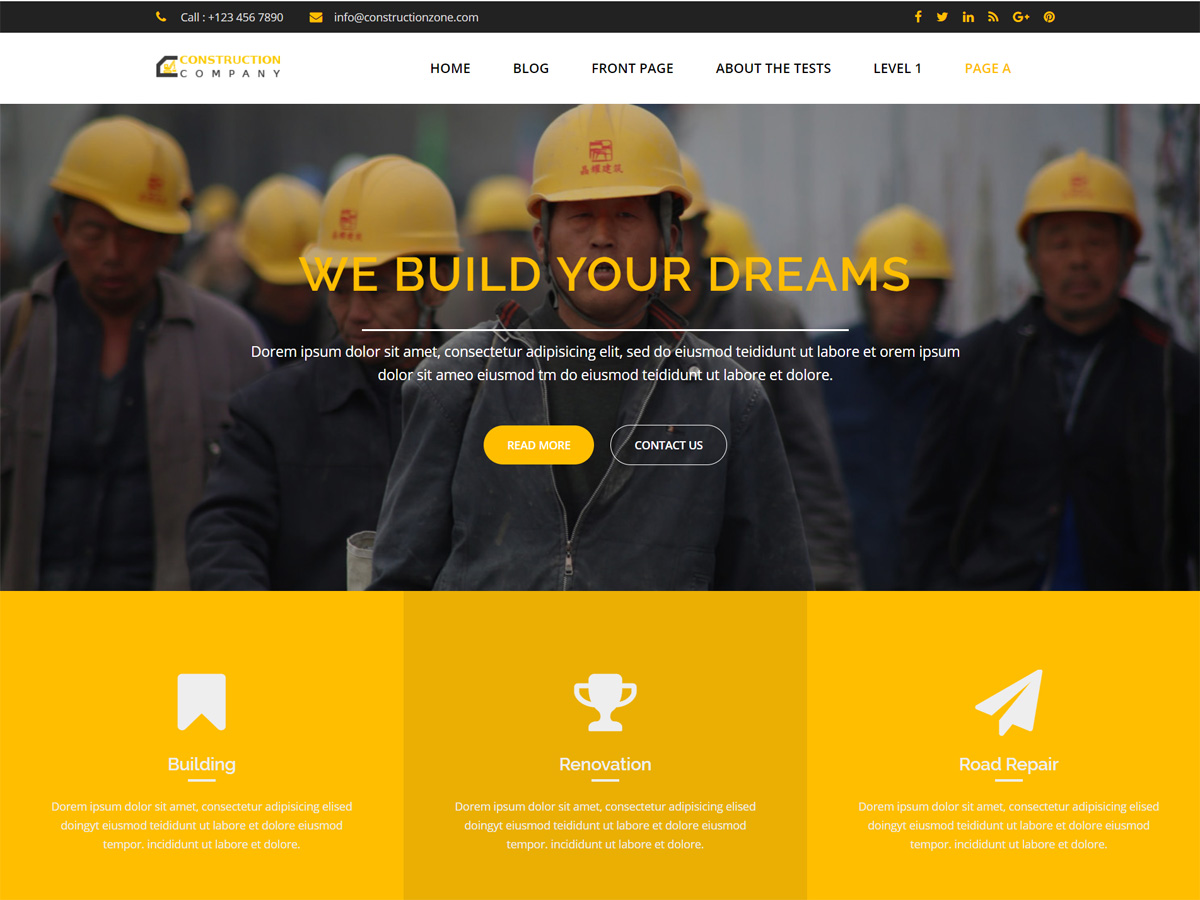 Call : +123 456 7890 info@constructionzone.com
CONSTRUCTION
COMPANY
HOME BLOG FRONT PAGE ABOUT THE TESTS LEVEL 1 PAGE A
WE BUILD YOUR DREAMS
Dorem ipsum dolor sit amet, consectetur adipisicing elit, sed do eiusmod teididunt ut labore et orem ipsum
dolor sit ameo eiusmod tm do eiusmod teididunt ut labore et dolore.
READ MORE CONTACT US
Building
Dorem ipsum dolor sit amet, consectetur adipisicing elised
doingyt eiusmod teididunt ut labore et dolore eiusmod
tempor. incididunt ut labore et dolore.
Renovation
Dorem ipsum dolor sit amet, consectetur adipisicing elised
doingyt eiusmod teididunt ut labore et dolore eiusmod
tempor. incididunt ut labore et dolore.
Road Repair
Dorem ipsum dolor sit amet, consectetur adipisicing elised
doingyt eiusmod teididunt ut labore et dolore eiusmod
tempor. incididunt ut labore et dolore.